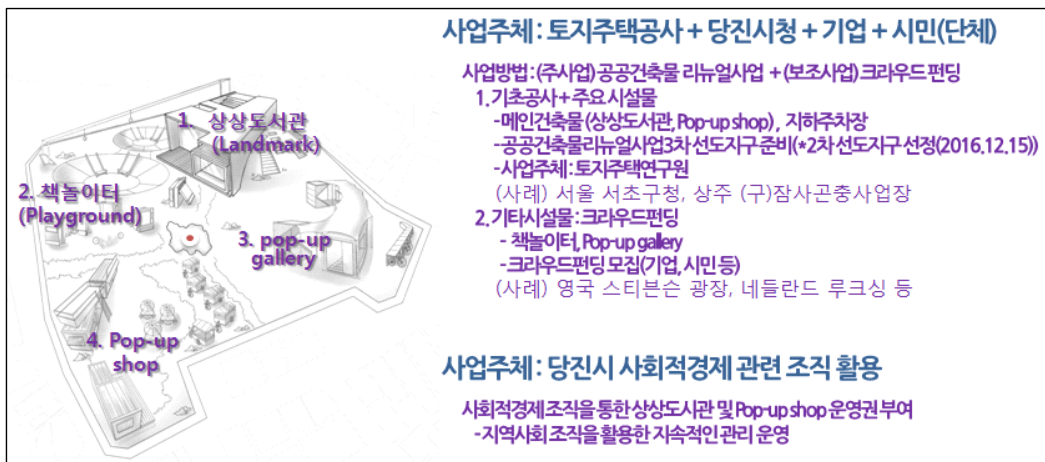 1. 상상도서관
(Landmark)
2. 책놀이터
(Playground)
3. pop-up
gallery
4. Pop-up
shop
사업주체 : 토지주택공사 + 당진시청 + 기업 + 시민(단체)
사업방법 : (주사업) 공공건축물 리뉴얼사업 + (보조사업) 크라우드 펀딩
1. 기초공사 + 주요 시설물
-메인건축물 (상상도서관, Pop-up shop) , 지하주차장
-공공건축물리뉴얼사업3차 선도지구 준비(*2차 선도지구 선정(2016.12.15))
-사업주체 : 토지주택연구원
(사례) 서울 서초구청, 상주 (구)잠사곤충사업장
2. 기타시설물 : 크라우드펀딩
- 책놀이터, Pop-up gallery
-크라우드펀딩 모집(기업, 시민 등)
(사례) 영국 스티븐슨 광장, 네들란드 루크싱 등
사업주체 : 당진시 사회적경제 관련 조직 활용
사회적경제 조직을 통한 상상도시관 및 Pop-up shop 운영권 부여
-지역사회 조직을 활용한 지속적인 관리 운영